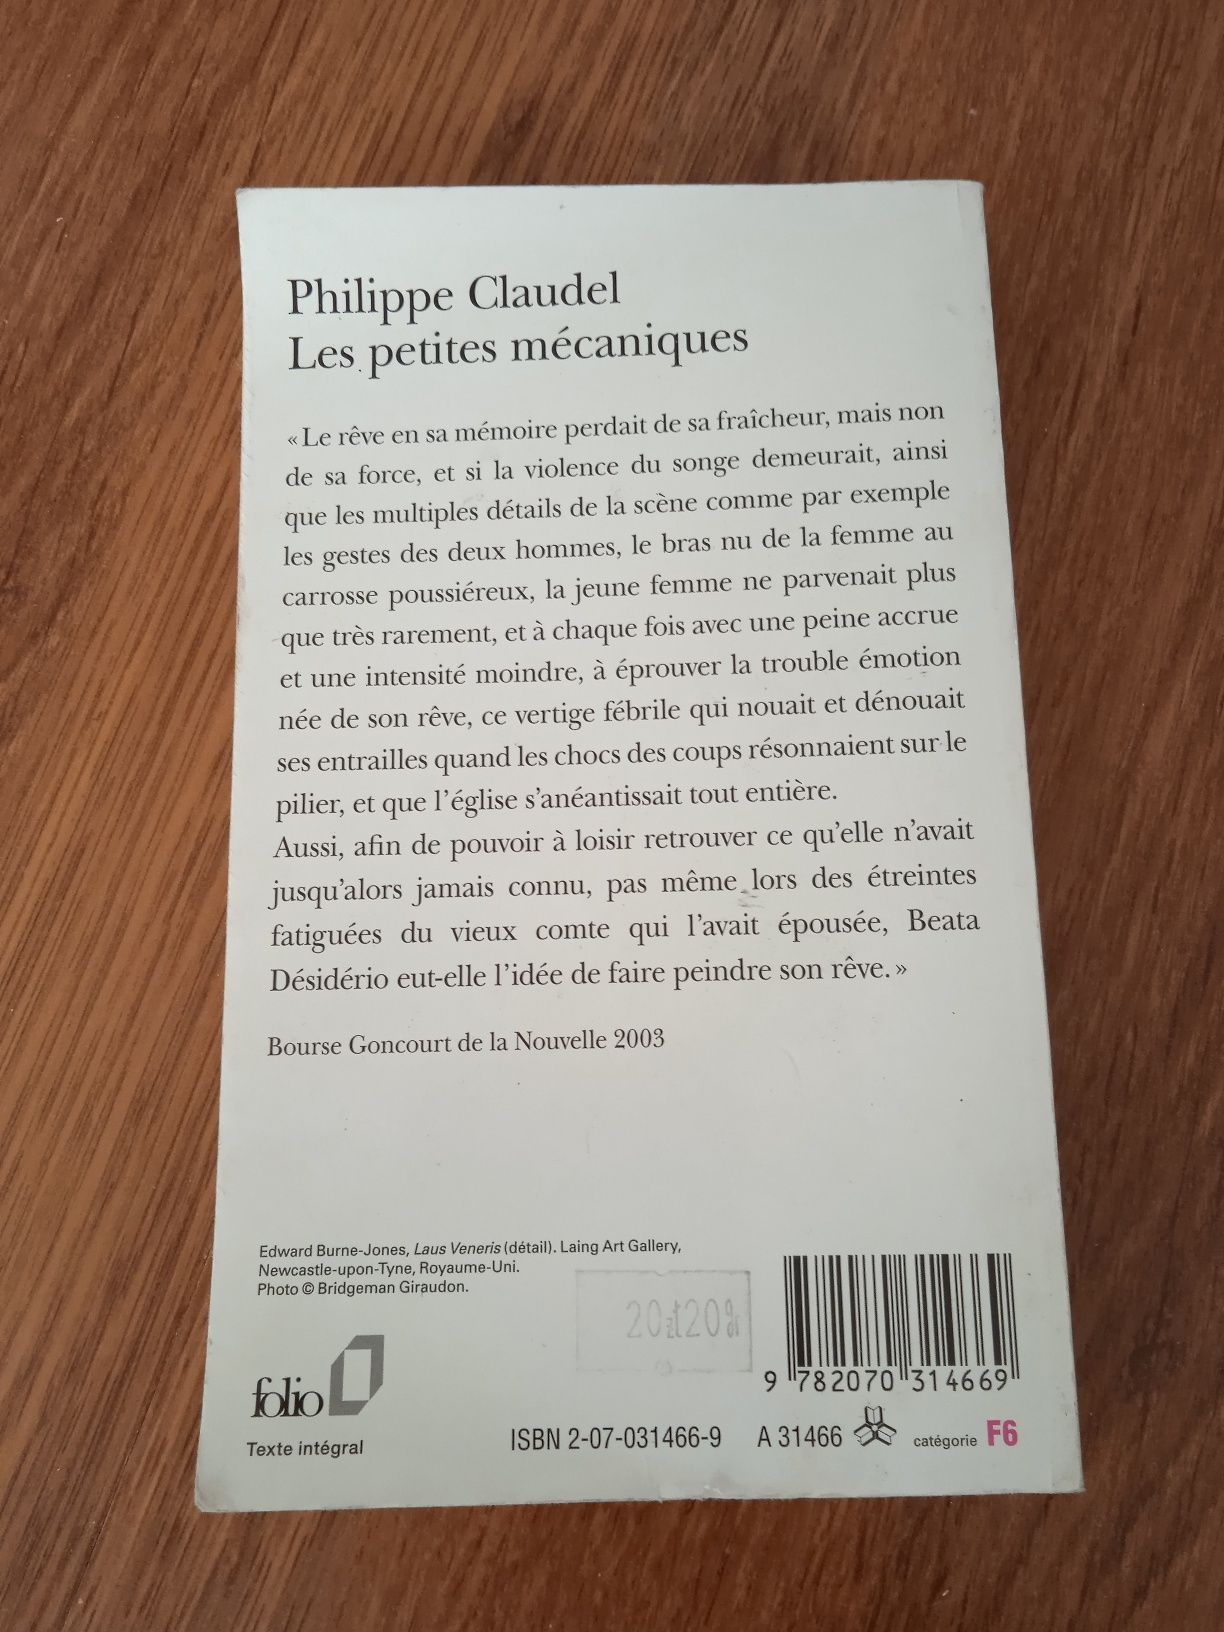 Philippe Claudel
Les petites mécaniques
« Le rêve en sa mémoire perdait de sa fraîcheur, mais non
de sa force, et si la violence du songe demeurait, ainsi
que les multiples détails de la scène comme par exemple
les gestes des deux hommes, le bras nu de la femme au
carrosse poussiéreux, la jeune femme ne parvenait plus
que très rarement, et à chaque fois avec une peine accrue
et une intensité moindre, à éprouver la trouble émotion
née de son rêve, ce vertige fébrile qui nouait et dénouait
ses entrailles quand les chocs des coups résonnaient sur le
pilier, et que l'église s'anéantissait tout entière.
Aussi, afin de pouvoir à loisir retrouver ce qu'elle n'avait
jusqu'alors jamais connu, pas même lors des étreintes
fatiguées du vieux comte qui l'avait épousée, Beata
Désidério eut-elle l'idée de faire peindre son rêve. »
Bourse Goncourt de la Nouvelle 2003
Edward Burne-Jones, Laus Veneris (détail). Laing Art Gallery,
Newcastle-upon-Tyne, Royaume-Uni.
Photo © Bridgeman Giraudon.
folio
Texte intégral
9 782070 314669
ISBN 2-07-031466-9 A 31466 catégorie F6